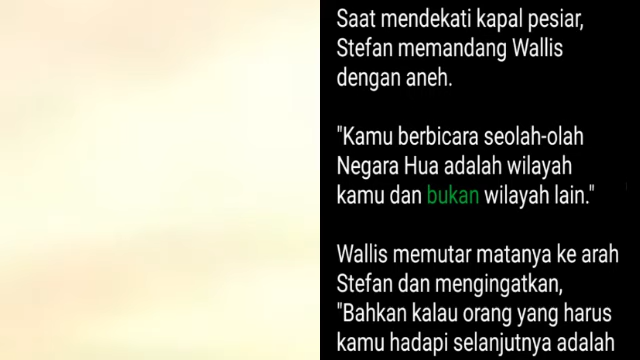 Saat mendekati kapal pesiar,
Stefan memandang Wallis
dengan aneh.
"Kamu berbicara seolah-olah
Negara Hua adalah wilayah
kamu dan bukan wilayah lain."
Wallis memutar matanya ke arah
Stefan dan mengingatkan,
"Bahkan kalau orang yang harus
kamu hadapi selanjutnya adalah